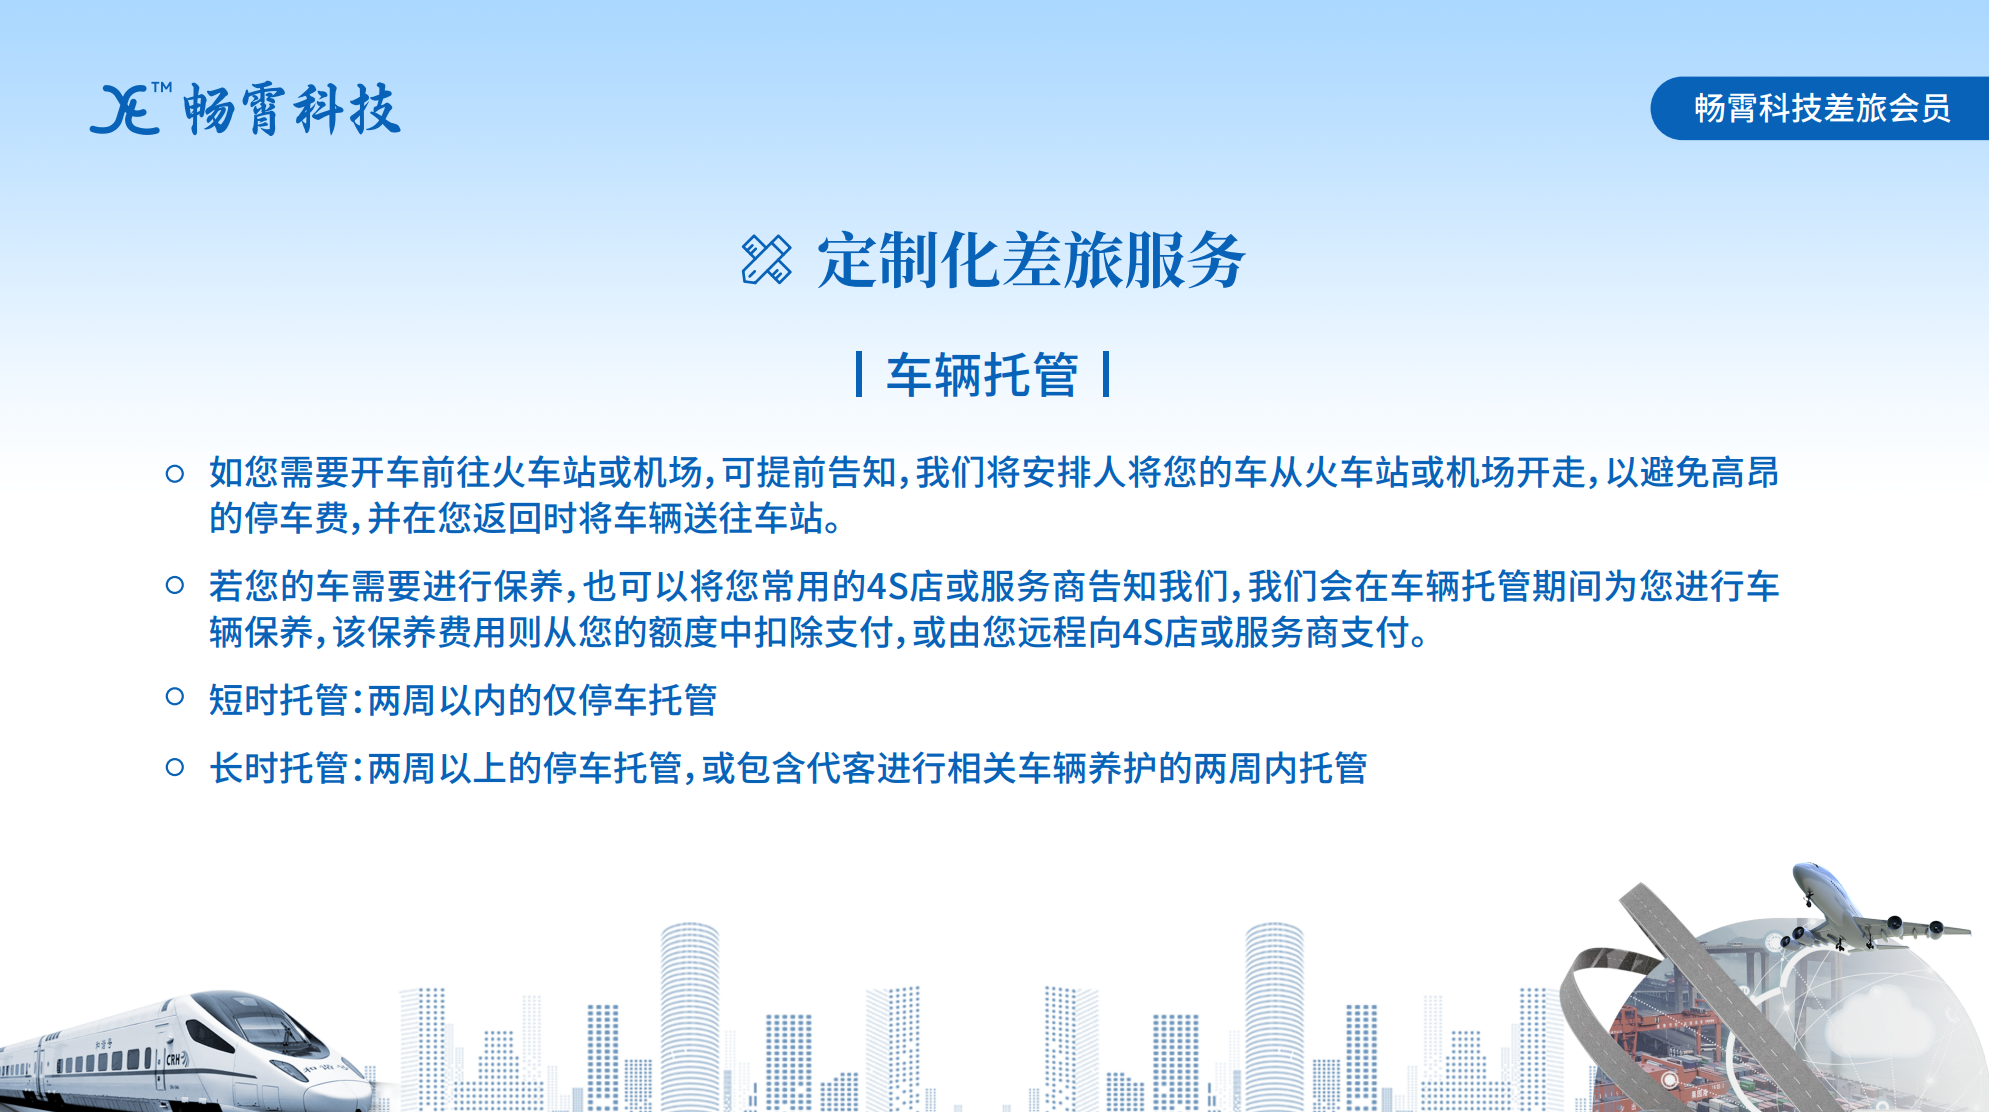 畅霄科技
TM
畅霄科技差旅会员
定制化差旅服务
车辆托管
如您需要开车前往火车站或机场，可提前告知，我们将安排人将您的车从火车站或机场开走，以避免高昂
的停车费，并在您返回时将车辆送往车站。
若您的车需要进行保养，也可以将您常用的4S店或服务商告知我们，我们会在车辆托管期间为您进行车
辆保养，该保养费用则从您的额度中扣除支付，或由您远程向4S店或服务商支付。
短时托管：两周以内的仅停车托管
长时托管：两周以上的停车托管，或包含代客进行相关车辆养护的两周内托管
和谐号
CRH